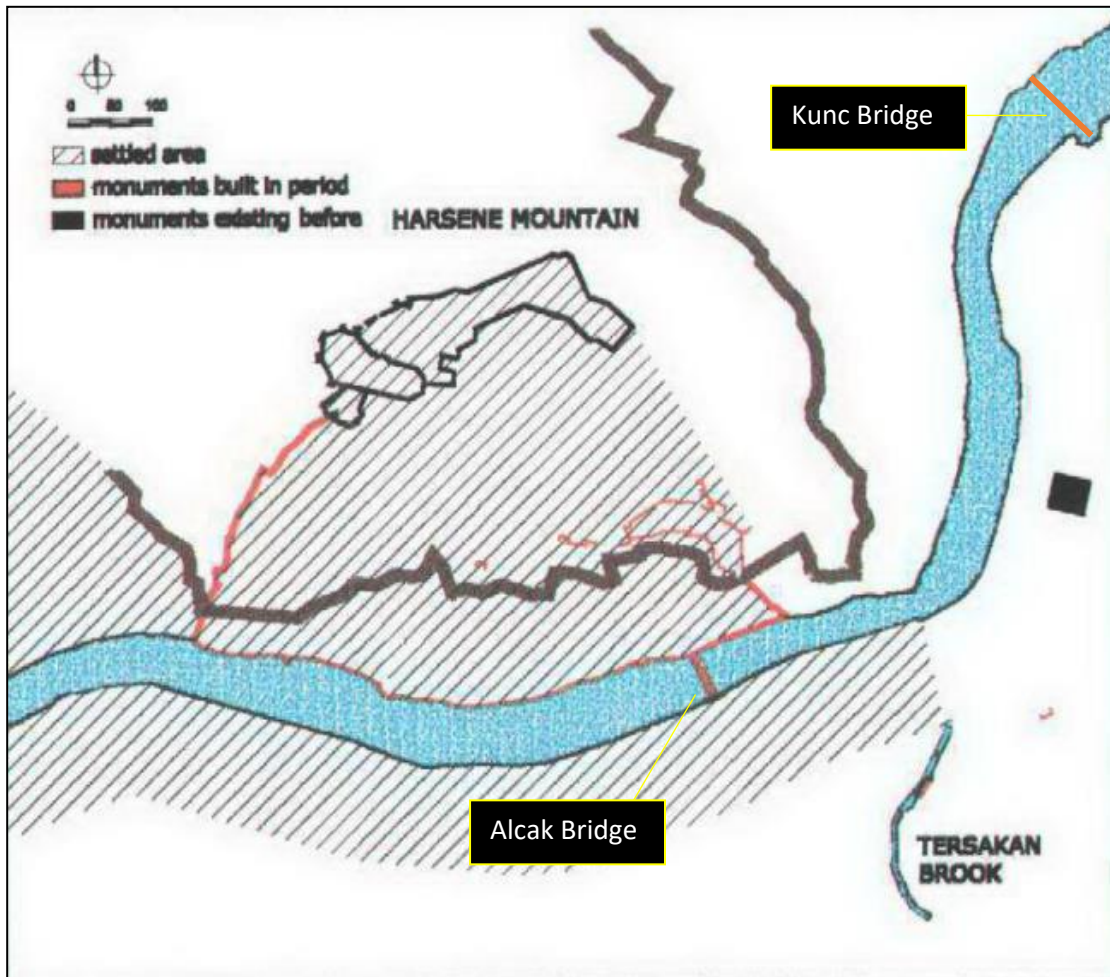 0 50 100
settled area
monuments built in period
monuments existing before
HARSENE MOUNTAIN
Kunc Bridge
Alcak Bridge
TERSAKAN
BROOK